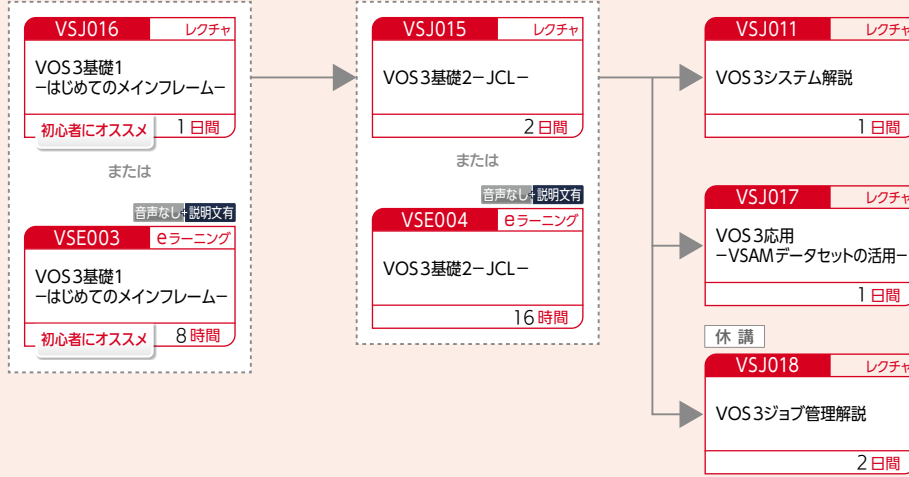 VSJ016 レクチャ
VOS3基礎1
−はじめてのメインフレーム−
初心者にオススメ 1日間
または
音声なし+説明文有
VSE003 eラーニング
VOS3基礎1
−はじめてのメインフレーム−
初心者にオススメ 8時間
VSJ015 レクチャ
VOS3基礎2−JCL−
2日間
または
音声なし+説明文有
VSE004 eラーニング
VOS3基礎2−JCL−
16時間
VSJ011 レクチャ
VOS3システム解説
1日間
VSJ017 レクチャ
VOS3応用
−VSAMデータセットの活用−
1日間
休講
VSJ018 レクチャ
VOS3ジョブ管理解説
2日間